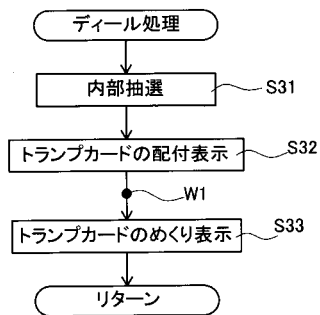 ディール処理
内部抽選
S31
トランプカードの配付表示
S32
W1
トランプカードのめくり表示
S33
リターン